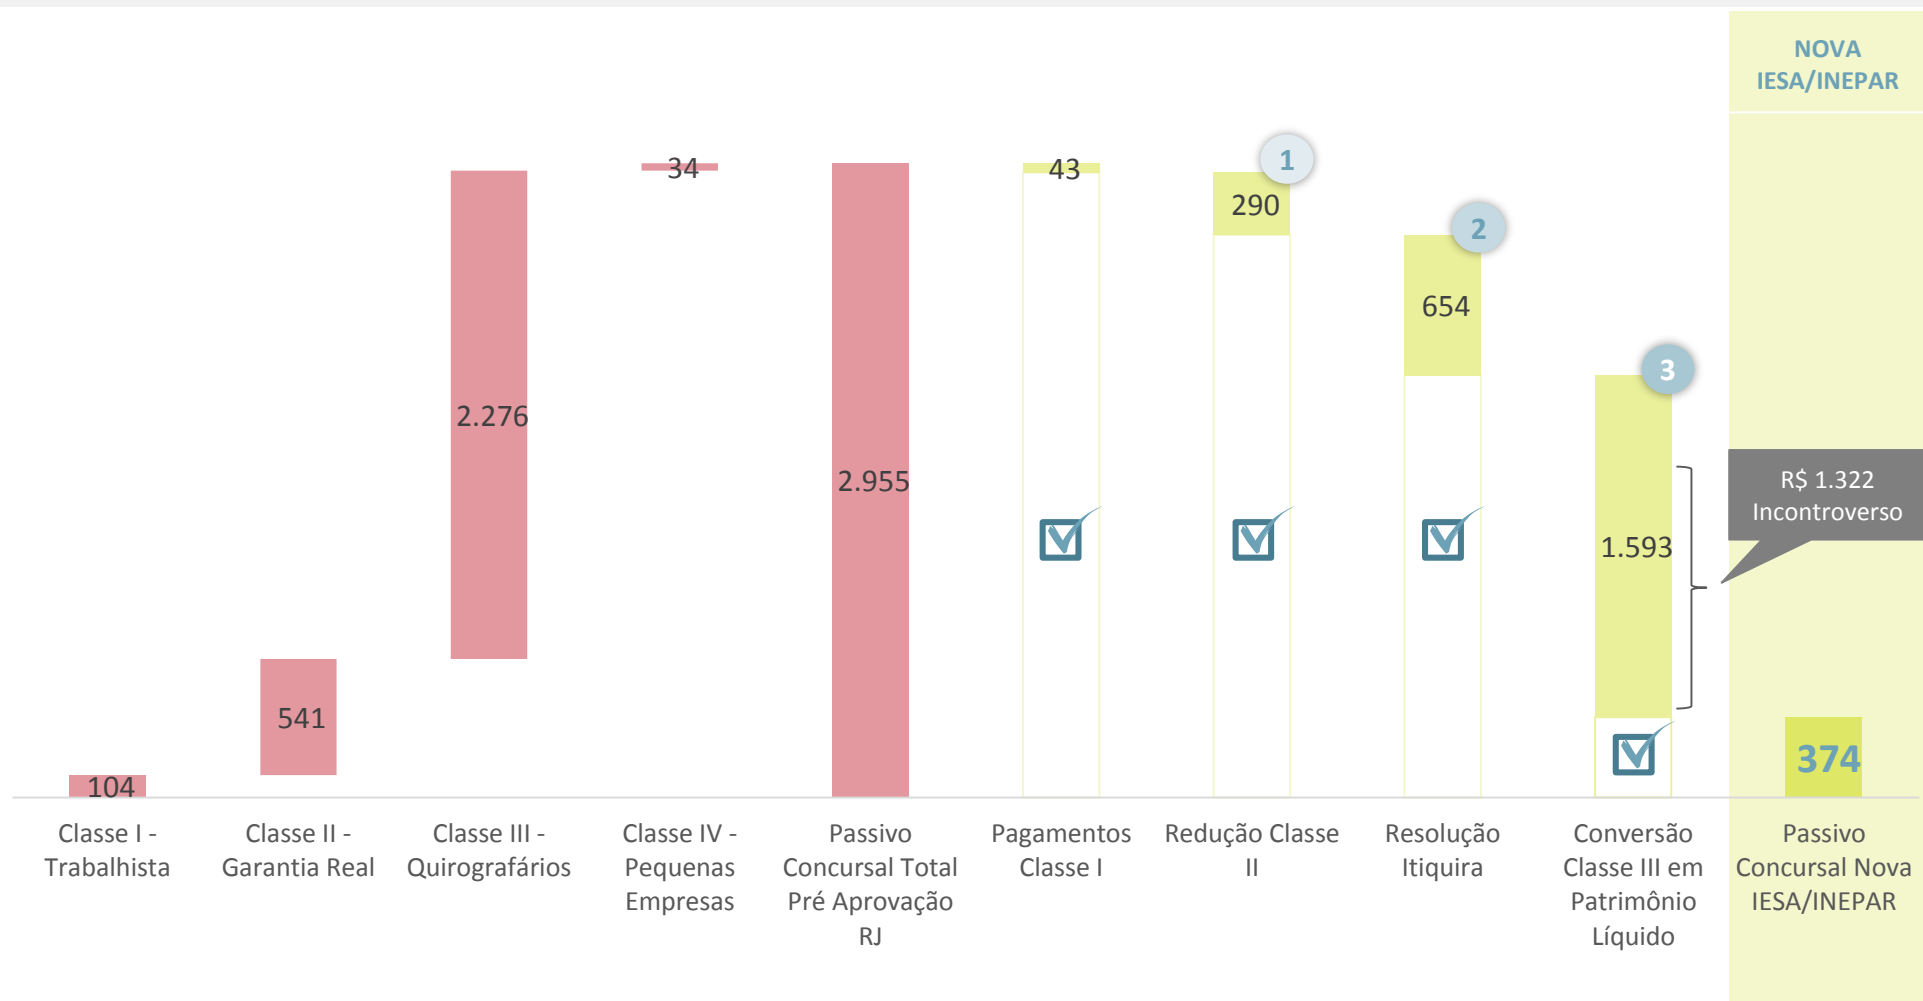 NOVA
IESA/INEPAR
34
43
1
290
2
654
3
2.276
2.955
R$ 1.322
Incontroverso
1.593
541
104
374
Classe I -
Trabalhista
Classe II -
Garantia Real
Classe III -
Quirografários
Classe IV -
Pequenas
Empresas
Passivo
Concursal Total
Pré Aprovação
RJ
Pagamentos
Classe I
Redução Classe
II
Resolução
Itiquira
Conversão
Classe III em
Patrimônio
Líquido
Passivo
Concursal Nova
IESA/INEPAR